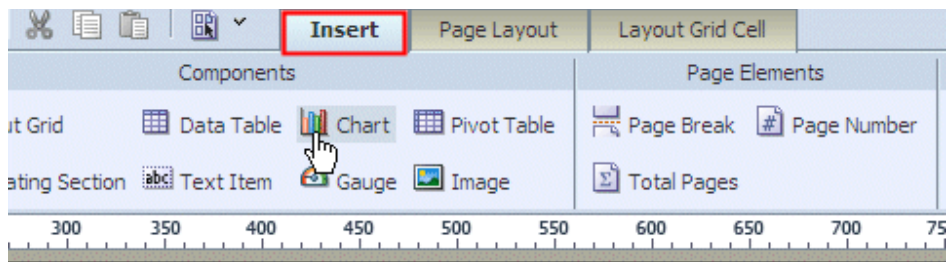 Insert Page Layout Layout Grid Cell
Components Page Elements
ut Grid Data Table Chart Pivot Table Page Break # Page Number
ating Section abc Text Item Gauge Image Σ Total Pages
300 350 400 450 500 550 600 650 700 75